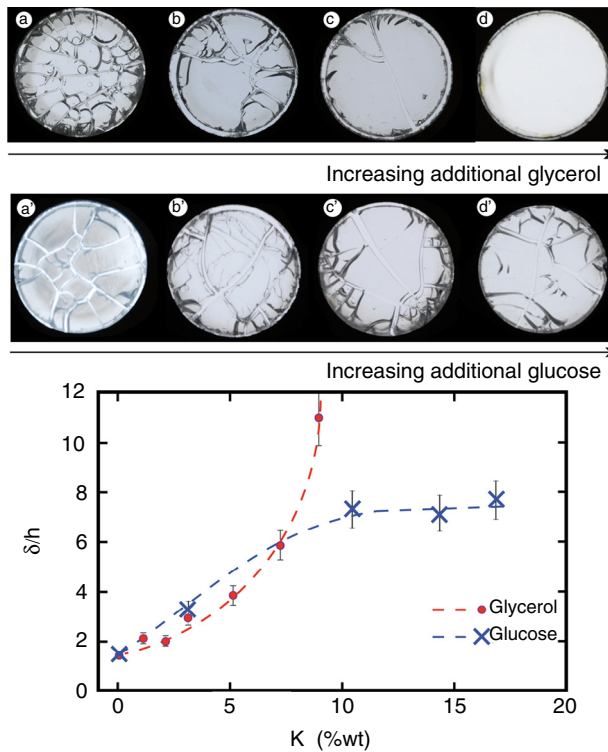 a b c d
Increasing additional glycerol
a' b' c' d'
Increasing additional glucose
12
10
8
6
4
2
0
δ/h
Glycerol
Glucose
0 5 10 15 20
K (%wt)